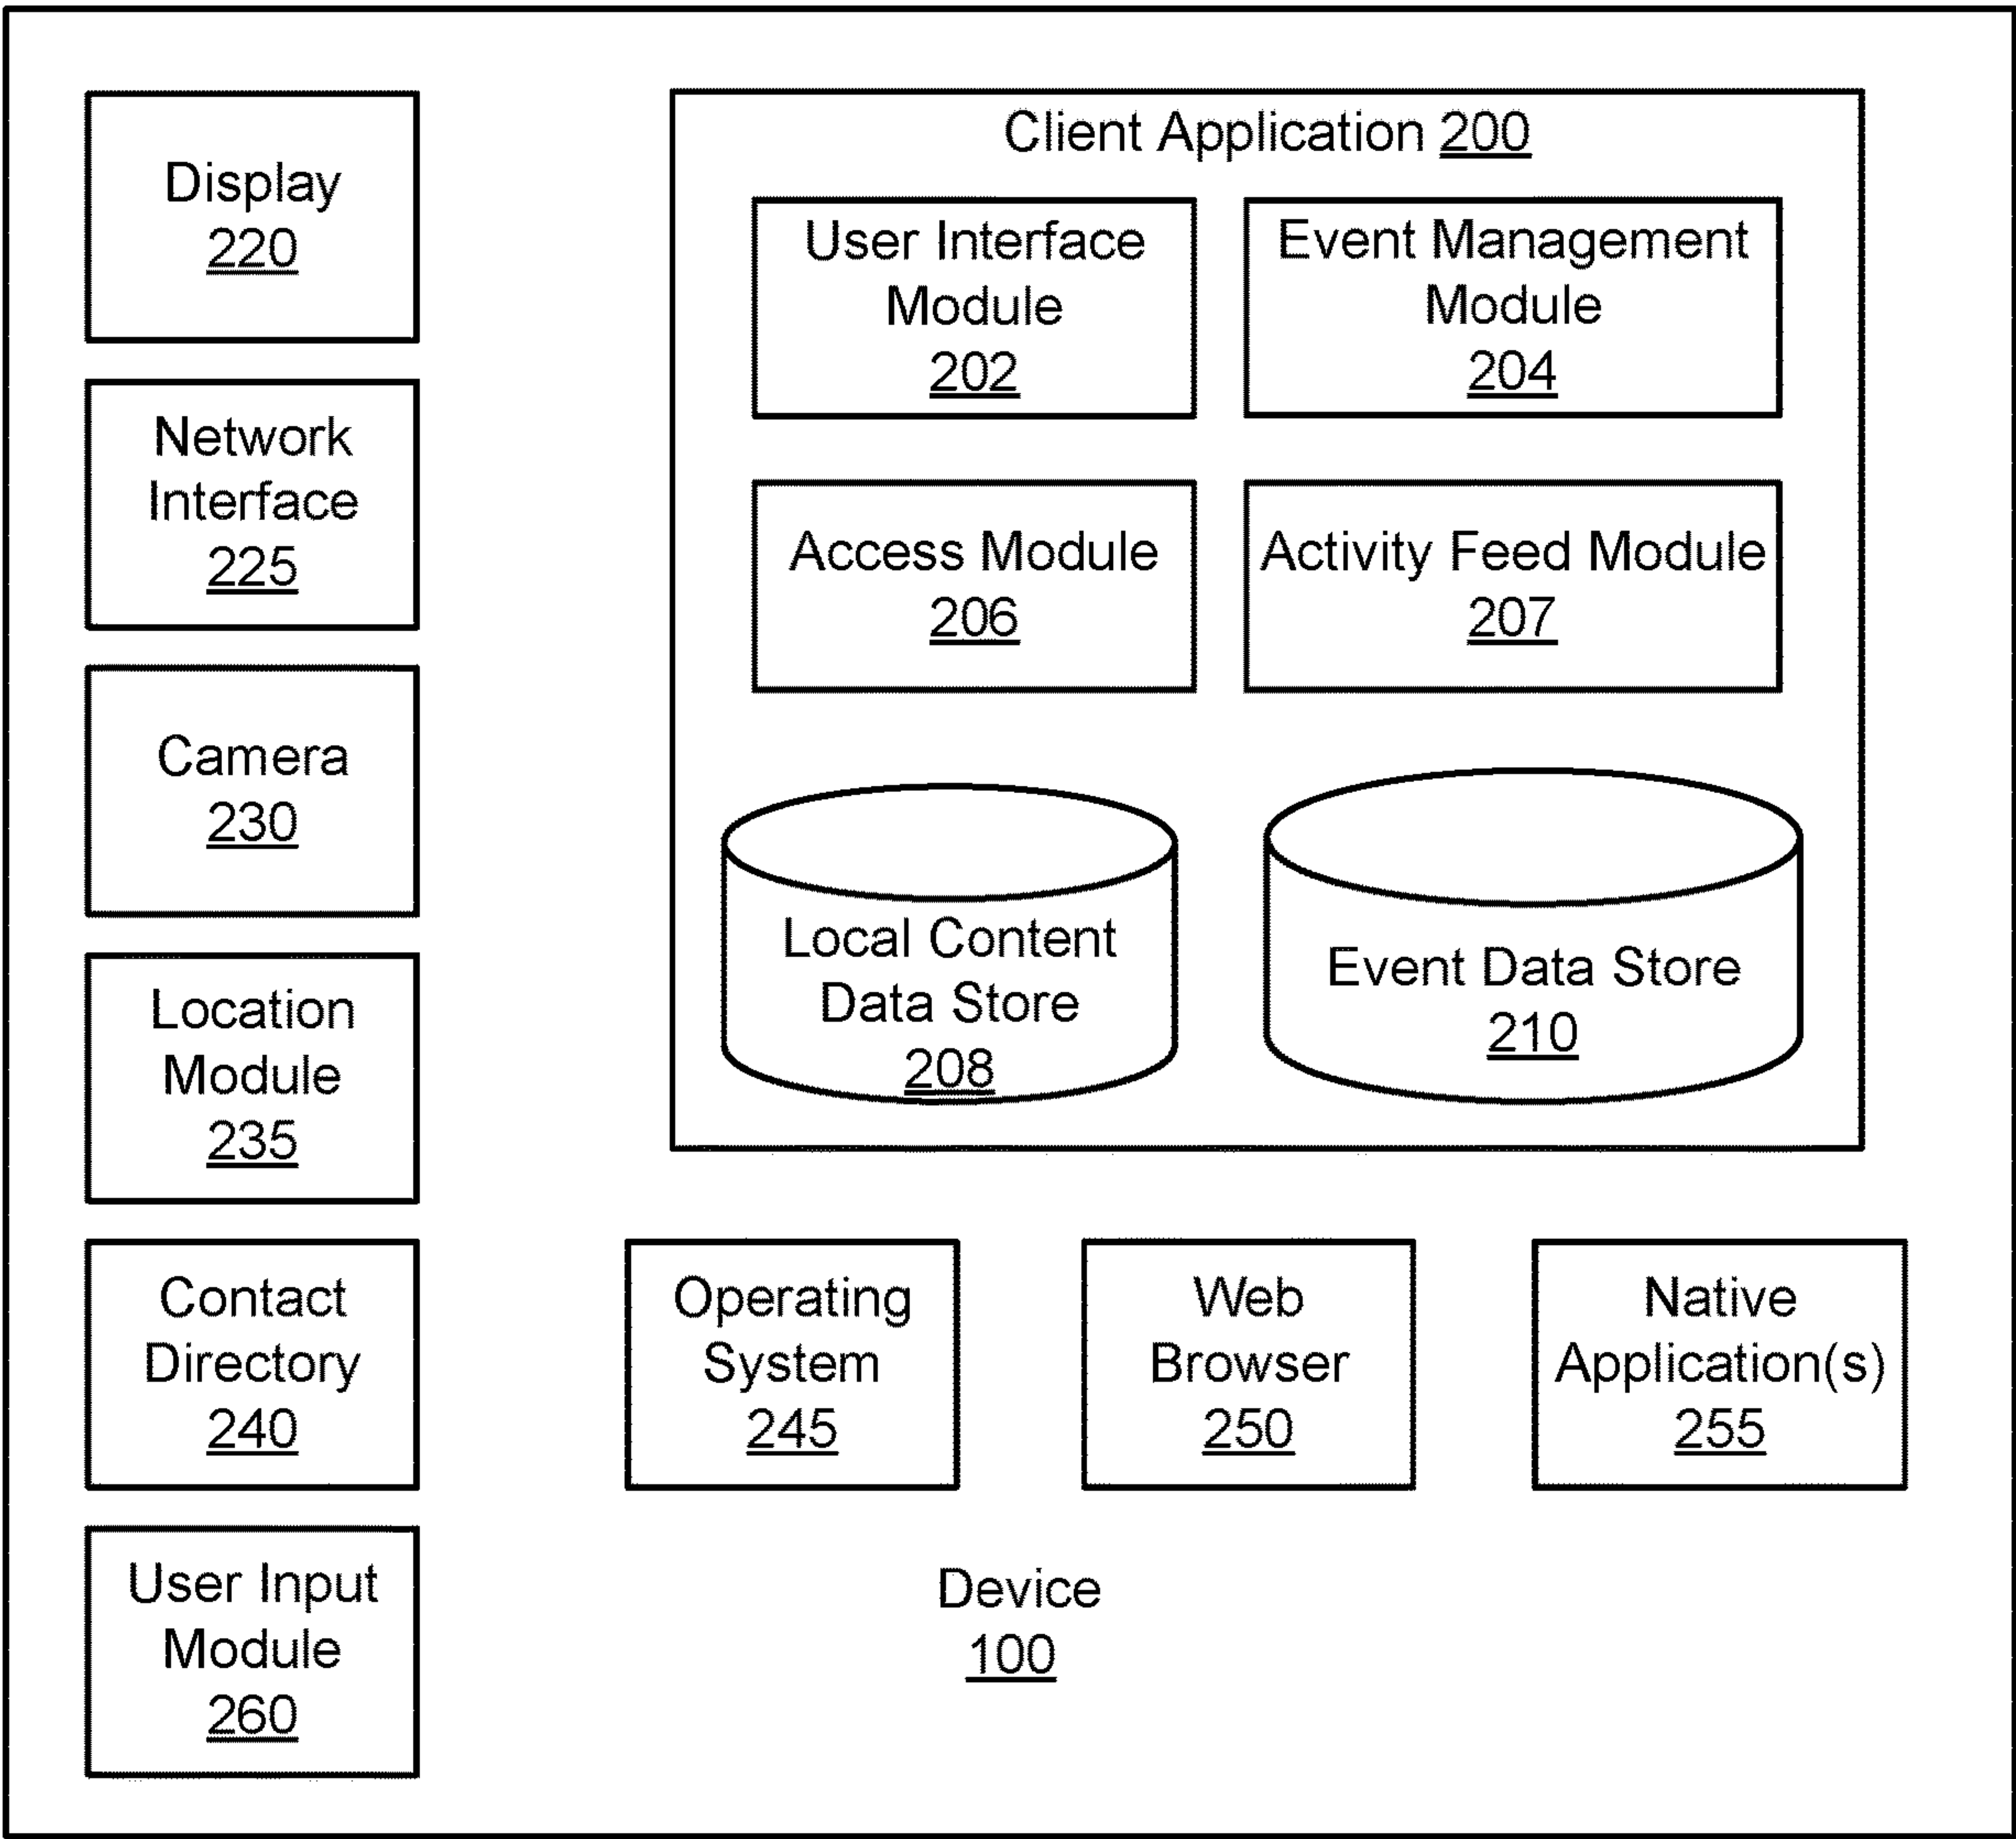 Display
220
Network
Interface
225
Camera
230
Location
Module
235
Contact
Directory
240
User Input
Module
260
Client Application 200
User Interface
Module
202
Event Management
Module
204
Access Module
206
Activity Feed Module
207
Local Content
Data Store
208
Event Data Store
210
Operating
System
245
Web
Browser
250
Native
Application(s)
255
Device
100